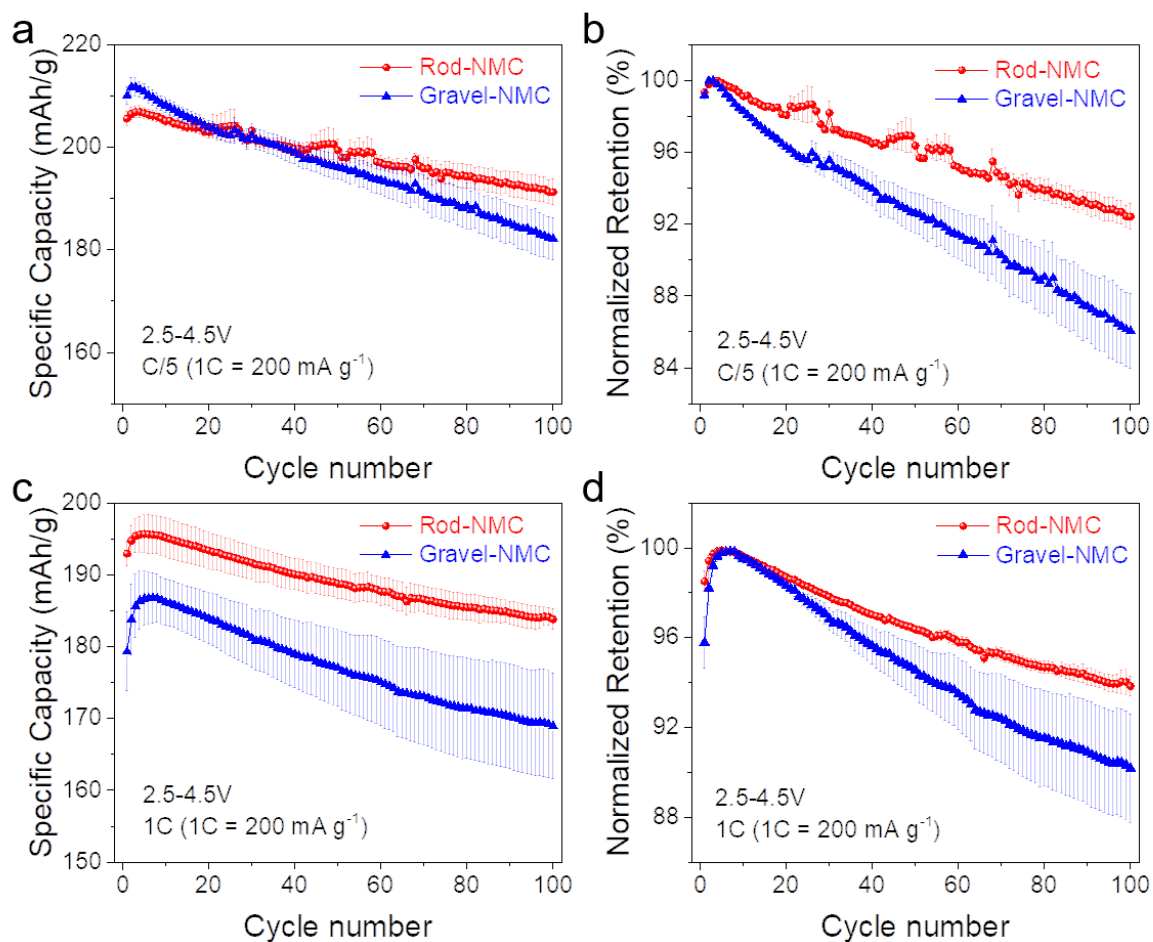 a
220
200
180
160
Specific Capacity (mAh/g)
Rod-NMC
Gravel-NMC
2.5-4.5V
C/5 (1C = 200 mA g⁻¹)
0 20 40 60 80 100
Cycle number
b
100
96
92
88
84
Normalized Retention (%)
Rod-NMC
Gravel-NMC
2.5-4.5V
C/5 (1C = 200 mA g⁻¹)
0 20 40 60 80 100
Cycle number
c
200
190
180
170
160
150
Specific Capacity (mAh/g)
Rod-NMC
Gravel-NMC
2.5-4.5V
1C (1C = 200 mA g⁻¹)
0 20 40 60 80 100
Cycle number
d
100
96
92
88
Normalized Retention (%)
Rod-NMC
Gravel-NMC
2.5-4.5V
1C (1C = 200 mA g⁻¹)
0 20 40 60 80 100
Cycle number